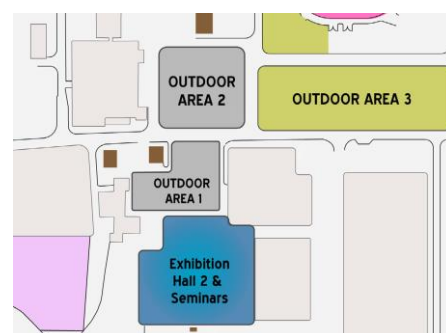 OUTDOOR
AREA 2
OUTDOOR AREA 3
OUTDOOR
AREA 1
Exhibition
Hall 2 &
Seminars